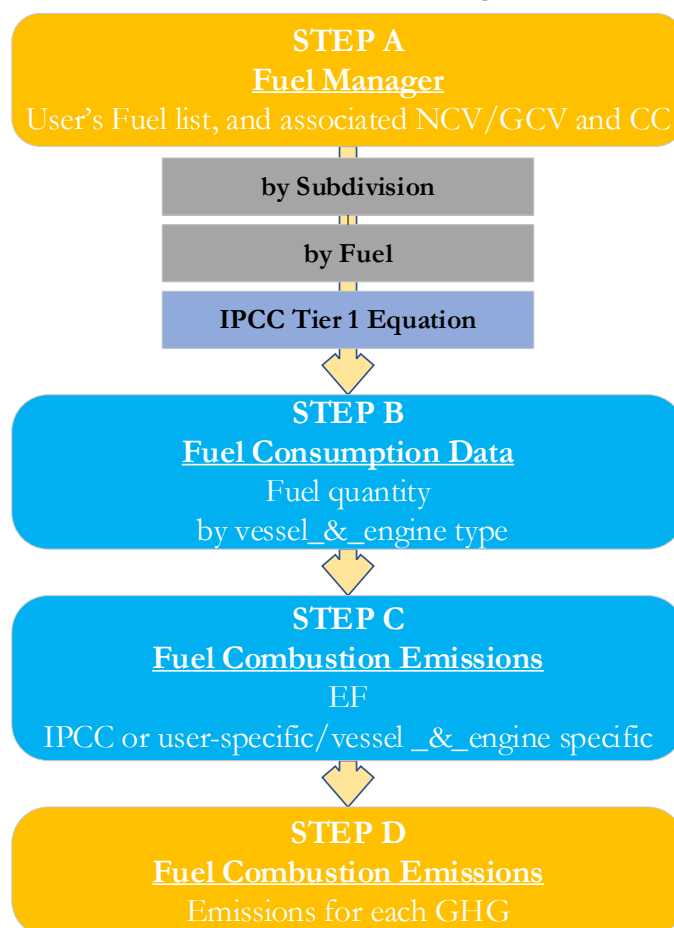 STEP A
Fuel Manager
User's Fuel list, and associated NCV/GCV and CC
by Subdivision
by Fuel
IPCC Tier 1 Equation
STEP B
Fuel Consumption Data
Fuel quantity
by vessel_&_engine type
STEP C
Fuel Combustion Emissions
EF
IPCC or user-specific/vessel _&_engine specific
STEP D
Fuel Combustion Emissions
Emissions for each GHG